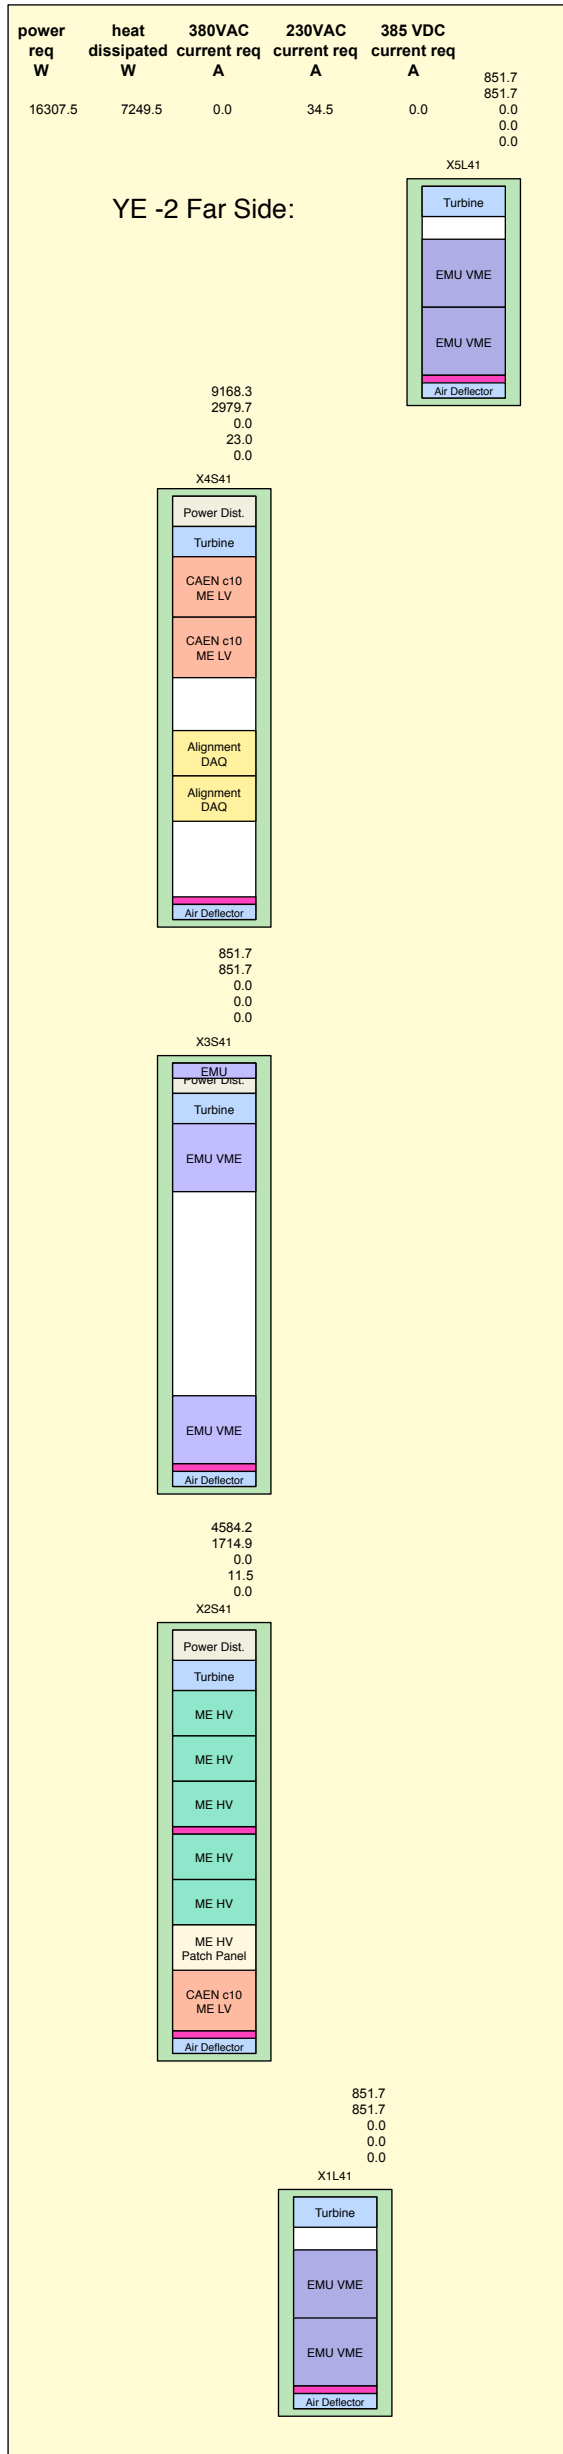 power heat 380VAC 230VAC 385 VDC
req dissipated current req current req current req
W W A A A
851.7
851.7
16307.5 7249.5 0.0 34.5 0.0 0.0
0.0
0.0
X5L41
YE -2 Far Side:
Turbine
EMU VME
EMU VME
Air Deflector
9168.3
2979.7
0.0
23.0
0.0
X4S41
Power Dist.
Turbine
CAEN c10
ME LV
CAEN c10
ME LV
Alignment
DAQ
Alignment
DAQ
Air Deflector
851.7
851.7
0.0
0.0
0.0
X3S41
EMU
Power Dist.
Turbine
EMU VME
EMU VME
Air Deflector
4584.2
1714.9
0.0
11.5
0.0
X2S41
Power Dist.
Turbine
ME HV
ME HV
ME HV
ME HV
ME HV
ME HV
Patch Panel
CAEN c10
ME LV
Air Deflector
851.7
851.7
0.0
0.0
0.0
X1L41
Turbine
EMU VME
EMU VME
Air Deflector